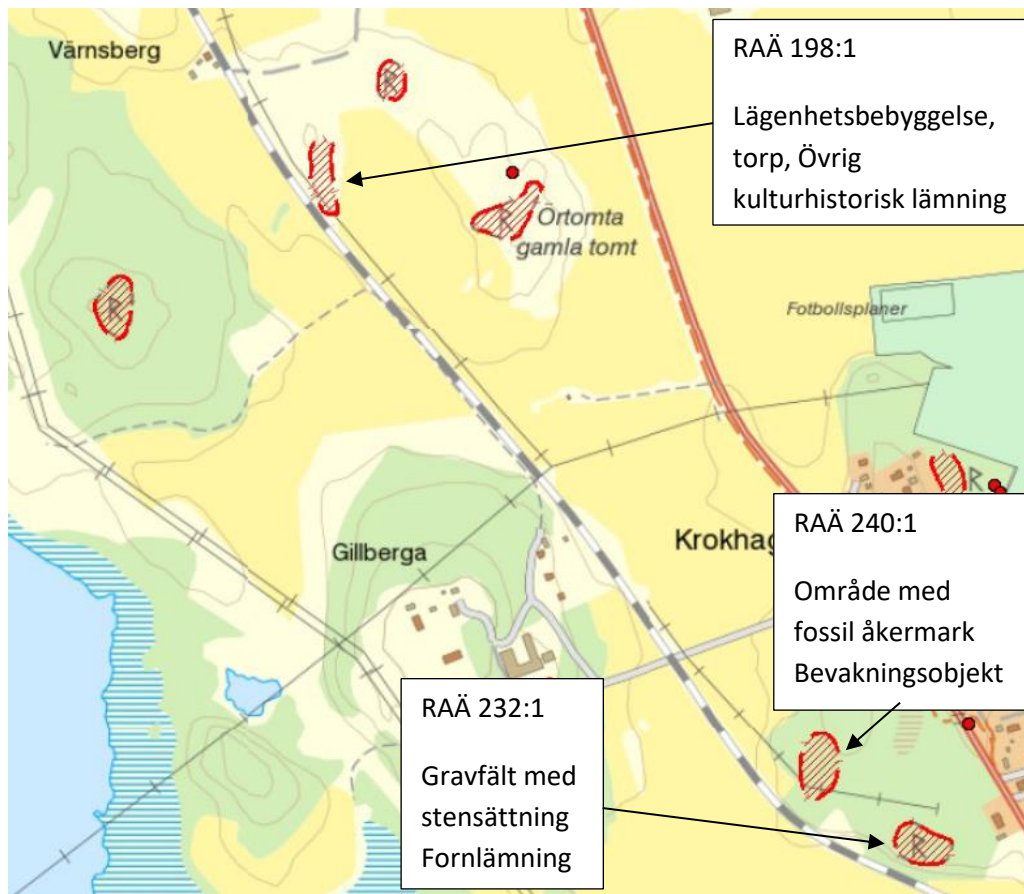 Värnsberg
R
RAÄ 198:1
Lägenhetsbebyggelse,
torp, Övrig
kulturhistorisk lämning
R
Örtomta
gamla tomt
R
Fotbollsplaner
R
Gillberga
Krokhag
RAÄ 240:1
Område med
fossil åkermark
Bevakningsobjekt
RAÄ 232:1
Gravfält med
stensättning
Fornlämning
R